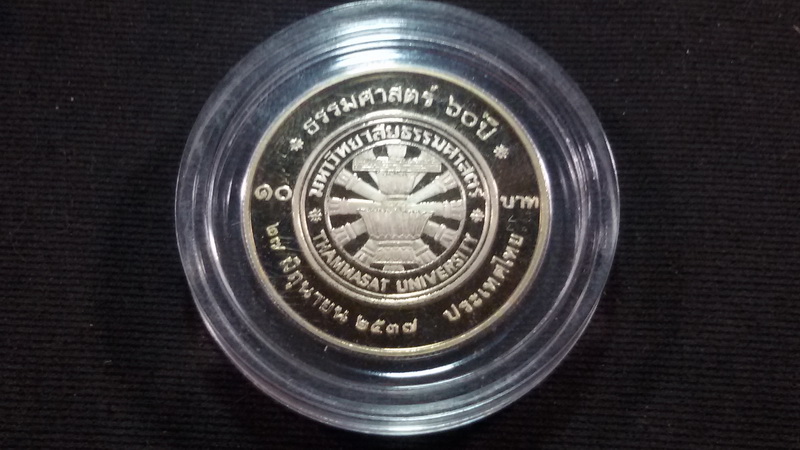 ธรรมศาสตร์ ๖๐ ปี
มหาวิทยาลัยธรรมศาสตร์
THAMMASAT UNIVERSITY
๑๐
บาท
๒๗ มิถุนายน ๒๕๓๗
ประเทศไทย